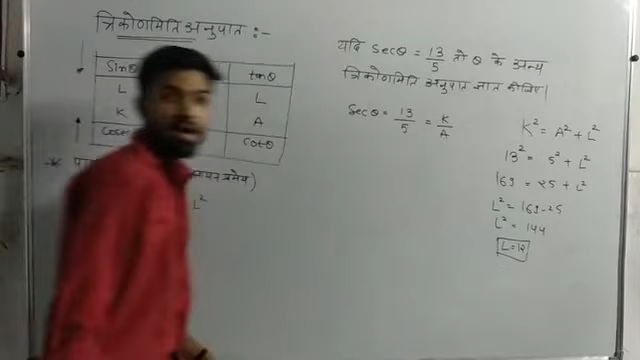 त्रिकोणमिति अनुपात :-
Sinθ tanθ
L L
K A
cotθ
L²
यदि secθ = 13/5 तो θ के अन्य
त्रिकोणमिति अनुपात ज्ञात कीजिए।
secθ = 13/5 = K/A
K² = A² + L²
13² = 5² + L²
169 = 25 + L²
L² = 169-25
L² = 144
L=12